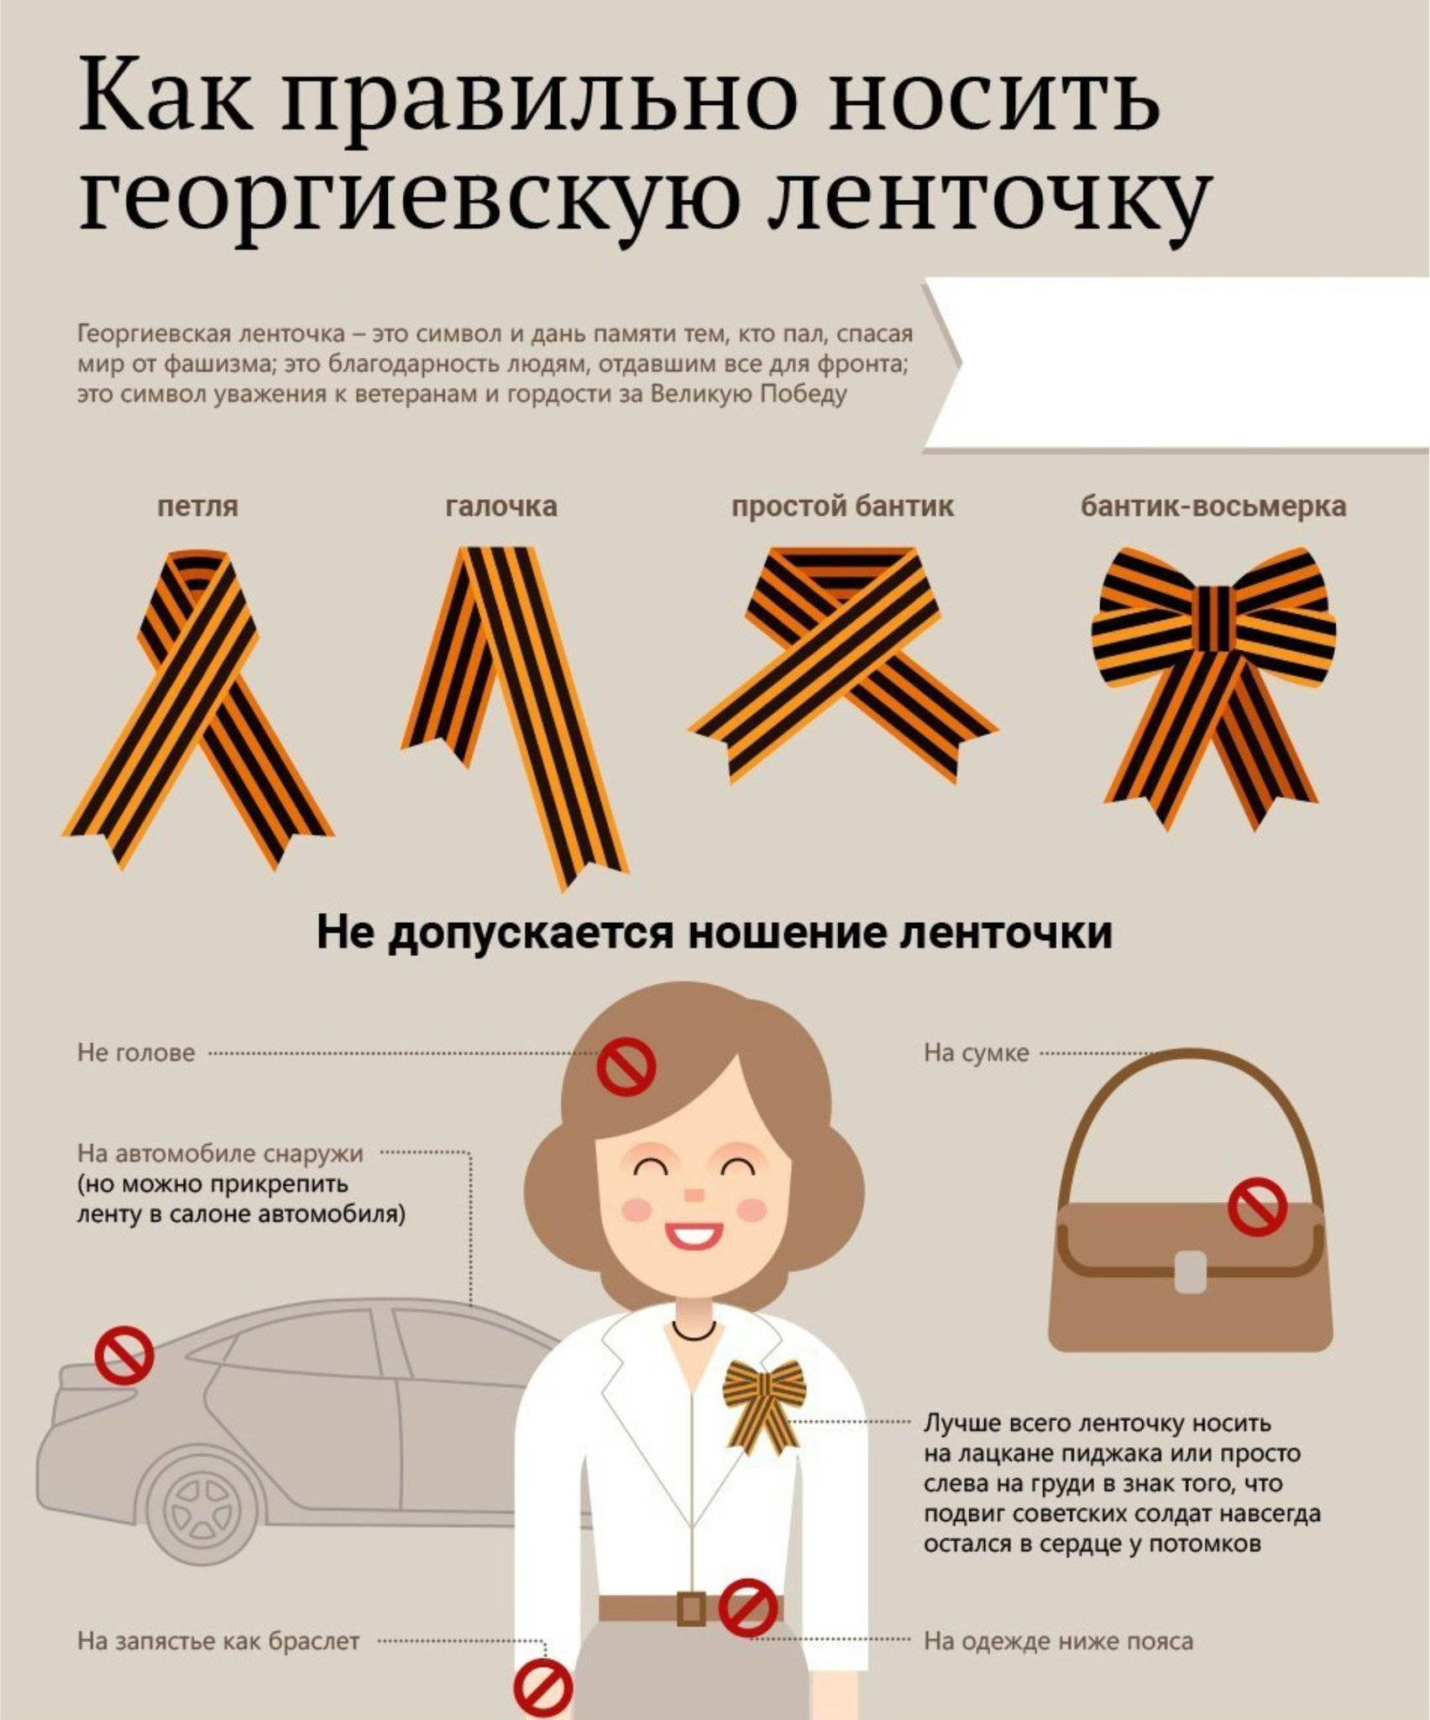 Как правильно носить
георгиевскую ленточку
Георгиевская ленточка – это символ и дань памяти тем, кто пал, спасая
мир от фашизма; это благодарность людям, отдавшим все для фронта;
это символ уважения к ветеранам и гордости за Великую Победу
петля
галочка
простой бантик
бантик-восьмерка
Не допускается ношение ленточки
Не голове
На сумке
На автомобиле снаружи
(но можно прикрепить
ленту в салоне автомобиля)
Лучше всего ленточку носить
на лацкане пиджака или просто
слева на груди в знак того, что
подвиг советских солдат навсегда
остался в сердце у потомков
На запястье как браслет
На одежде ниже пояса